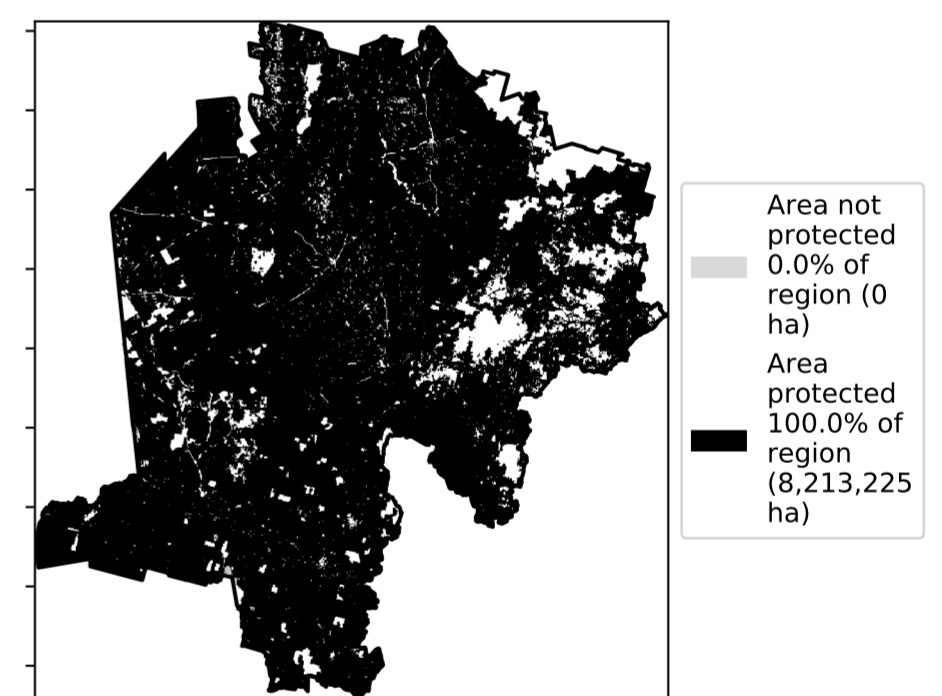 Area not
protected
0.0% of
region (0
ha)
Area
protected
100.0% of
region
(8,213,225
ha)